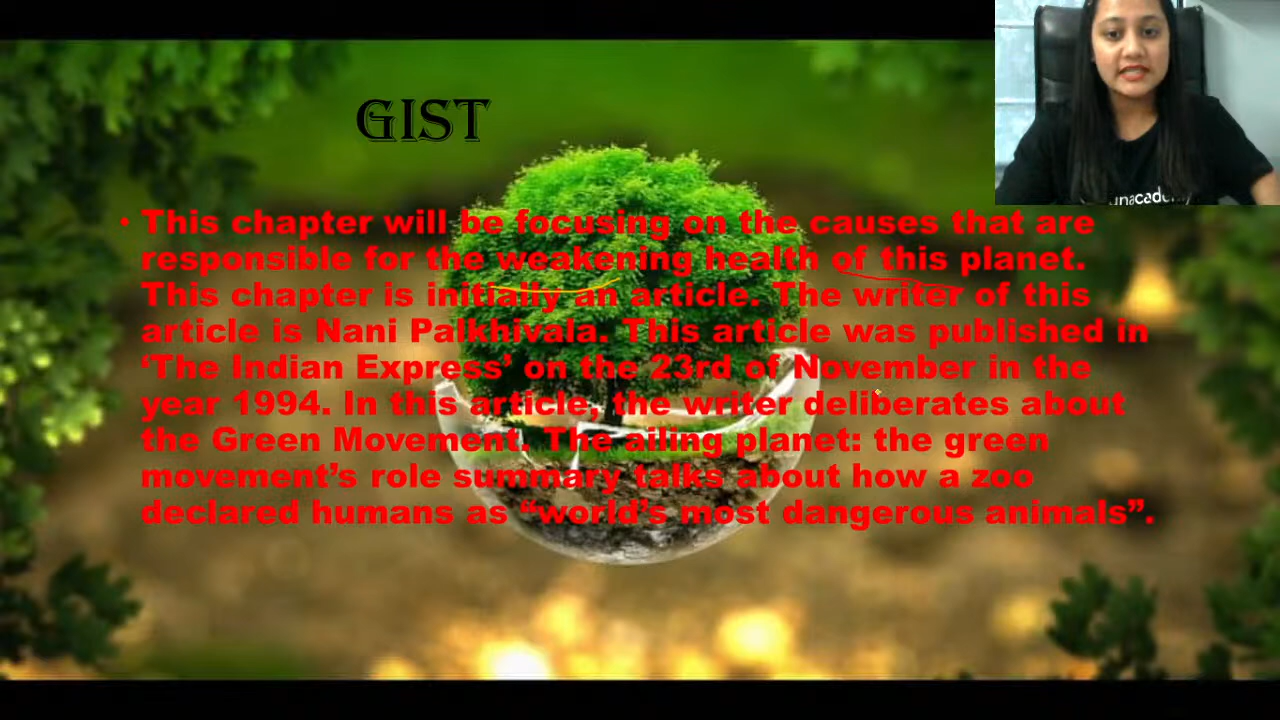 GIST
• This chapter will be focusing on the causes that are
responsible for the weakening health of this planet.
This chapter is initially an article. The writer of this
article is Nani Palkhivala. This article was published in
‘The Indian Express’ on the 23rd of November in the
year 1994. In this article, the writer deliberates about
the Green Movement. The ailing planet: the green
movement’s role summary talks about how a zoo
declared humans as “world’s most dangerous animals”.
unacademy